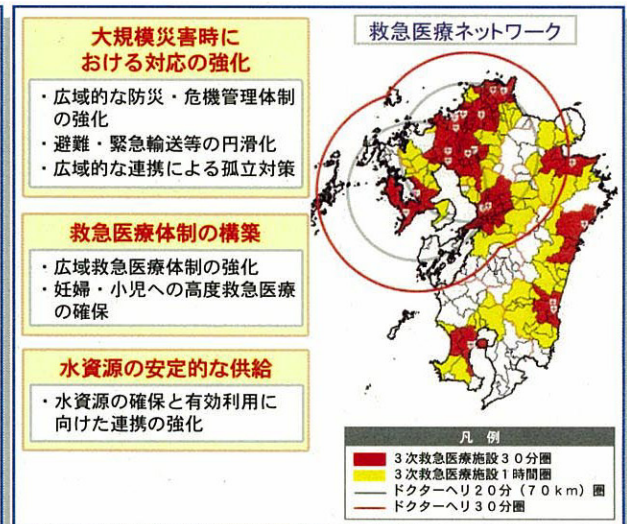 大規模災害時に
おける対応の強化
・広域的な防災・危機管理体制
の強化
・避難・緊急輸送等の円滑化
・広域的な連携による孤立対策
救急医療体制の構築
・広域救急医療体制の強化
・妊婦・小児への高度救急医療
の確保
水資源の安定的な供給
・水資源の確保と有効利用に
向けた連携の強化
救急医療ネットワーク
凡例
3次救急医療施設30分圏
3次救急医療施設1時間圏
ドクターヘリ20分（70km）圏
ドクターヘリ30分圏